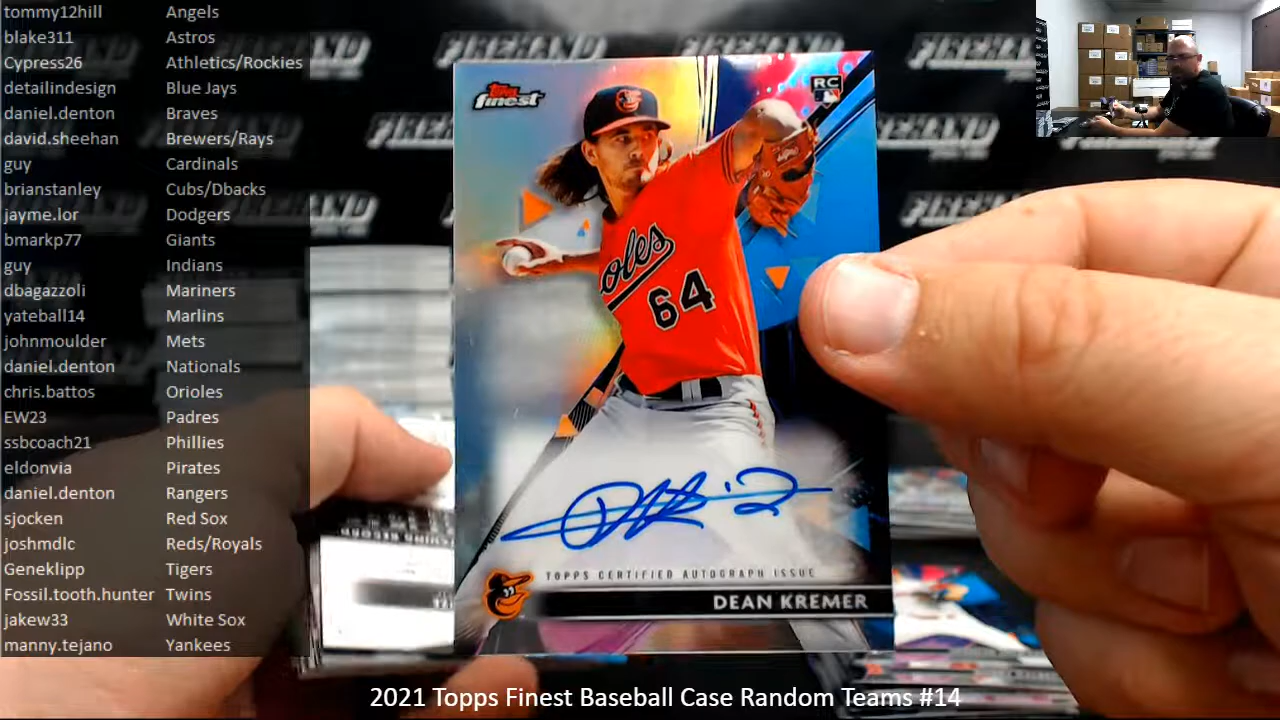 tommy12hill Angels
blake311 Astros
Cypress26 Athletics/Rockies
detailindesign Blue Jays
daniel.denton Braves
david.sheehan Brewers/Rays
guy Cardinals
brianstanley Cubs/Dbacks
jayme.lor Dodgers
bmarkp77 Giants
guy Indians
dbagazzoli Mariners
yateball14 Marlins
johnmoulder Mets
daniel.denton Nationals
chris.battos Orioles
EW23 Padres
ssbcoach21 Phillies
eldonvia Pirates
daniel.denton Rangers
sjocken Red Sox
joshmdlc Reds/Royals
Geneklipp Tigers
Fossil.tooth.hunter Twins
jakew33 White Sox
manny.tejano Yankees
FIREHAND
FIREHAND
FIREHAND
Topps
finest
RC
oles
64
TOPPS CERTIFIED AUTOGRAPH ISSUE
DEAN KREMER
2021 Topps Finest Baseball Case Random Teams #14